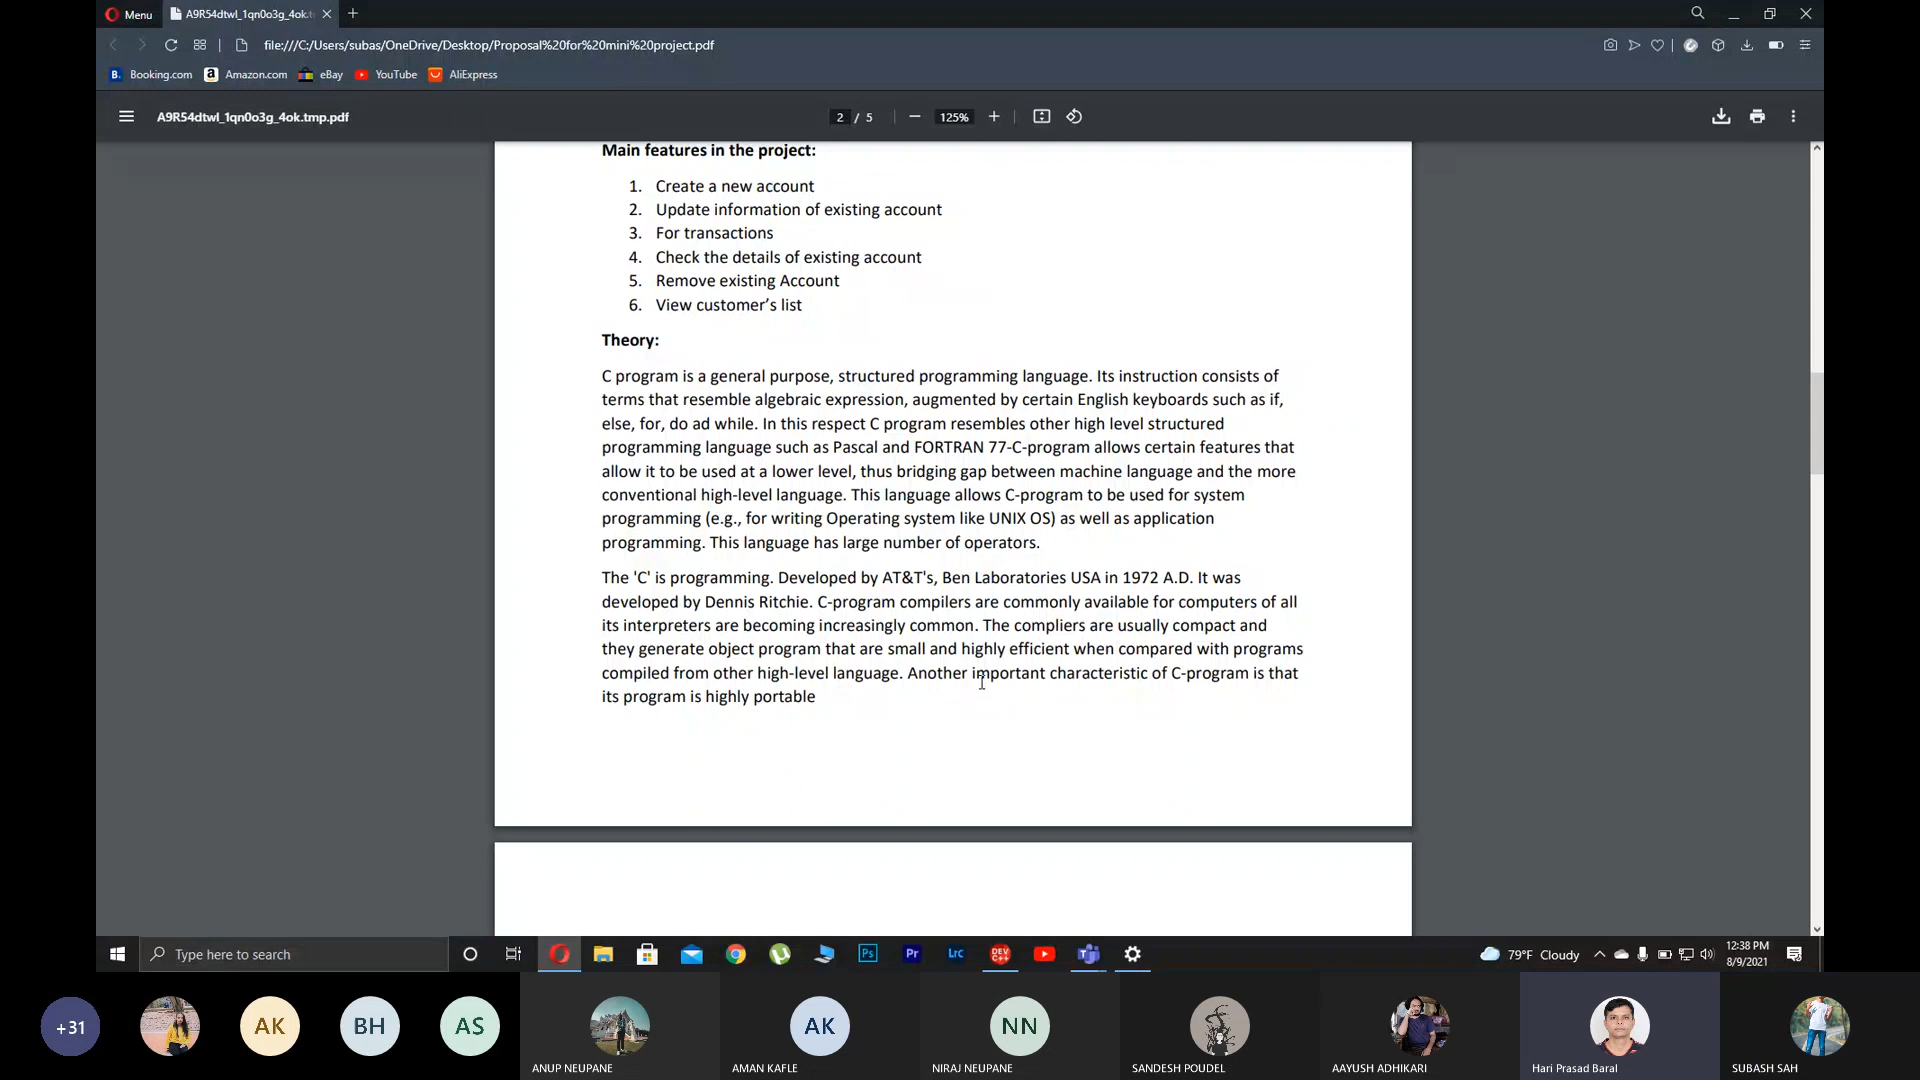 Menu
A9R54dtwl_1qn0o3g_4ok.t
file:///C:/Users/subas/OneDrive/Desktop/Proposal%20for%20mini%20project.pdf
B. Booking.com
a Amazon.com
eBay
YouTube
AliExpress
A9R54dtwl_1qn0o3g_4ok.tmp.pdf
2 / 5
125%
Main features in the project:
1. Create a new account
2. Update information of existing account
3. For transactions
4. Check the details of existing account
5. Remove existing Account
6. View customer’s list
Theory:
C program is a general purpose, structured programming language. Its instruction consists of
terms that resemble algebraic expression, augmented by certain English keyboards such as if,
else, for, do ad while. In this respect C program resembles other high level structured
programming language such as Pascal and FORTRAN 77-C-program allows certain features that
allow it to be used at a lower level, thus bridging gap between machine language and the more
conventional high-level language. This language allows C-program to be used for system
programming (e.g., for writing Operating system like UNIX OS) as well as application
programming. This language has large number of operators.
The 'C' is programming. Developed by AT&T's, Ben Laboratories USA in 1972 A.D. It was
developed by Dennis Ritchie. C-program compilers are commonly available for computers of all
its interpreters are becoming increasingly common. The compliers are usually compact and
they generate object program that are small and highly efficient when compared with programs
compiled from other high-level language. Another important characteristic of C-program is that
its program is highly portable
Type here to search
Ps
Pr
Lrc
DEV C++
79°F Cloudy
12:38 PM
8/9/2021
+31
AK
BH
AS
AK
NN
ANUP NEUPANE
AMAN KAFLE
NIRAJ NEUPANE
SANDESH POUDEL
AAYUSH ADHIKARI
Hari Prasad Baral
SUBASH SAH